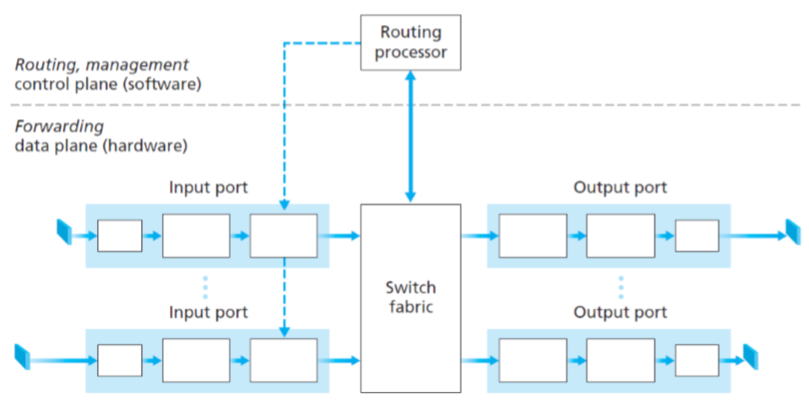 Routing
processor
Routing, management
control plane (software)
Forwarding
data plane (hardware)
Input port
Output port
Switch
fabric
Input port
Output port